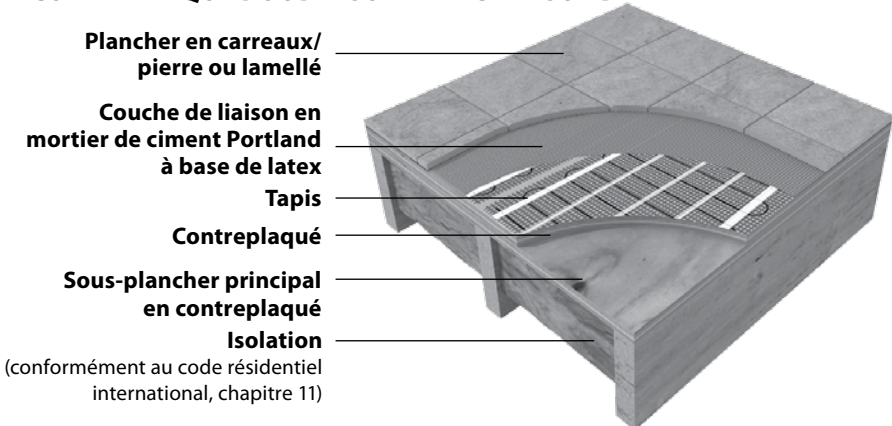 Plancher en carreaux/
pierre ou lamellé
Couche de liaison en
mortier de ciment Portland
à base de latex
Tapis
Contreplaqué
Sous-plancher principal
en contreplaqué
Isolation
(conformément au code résidentiel
international, chapitre 11)